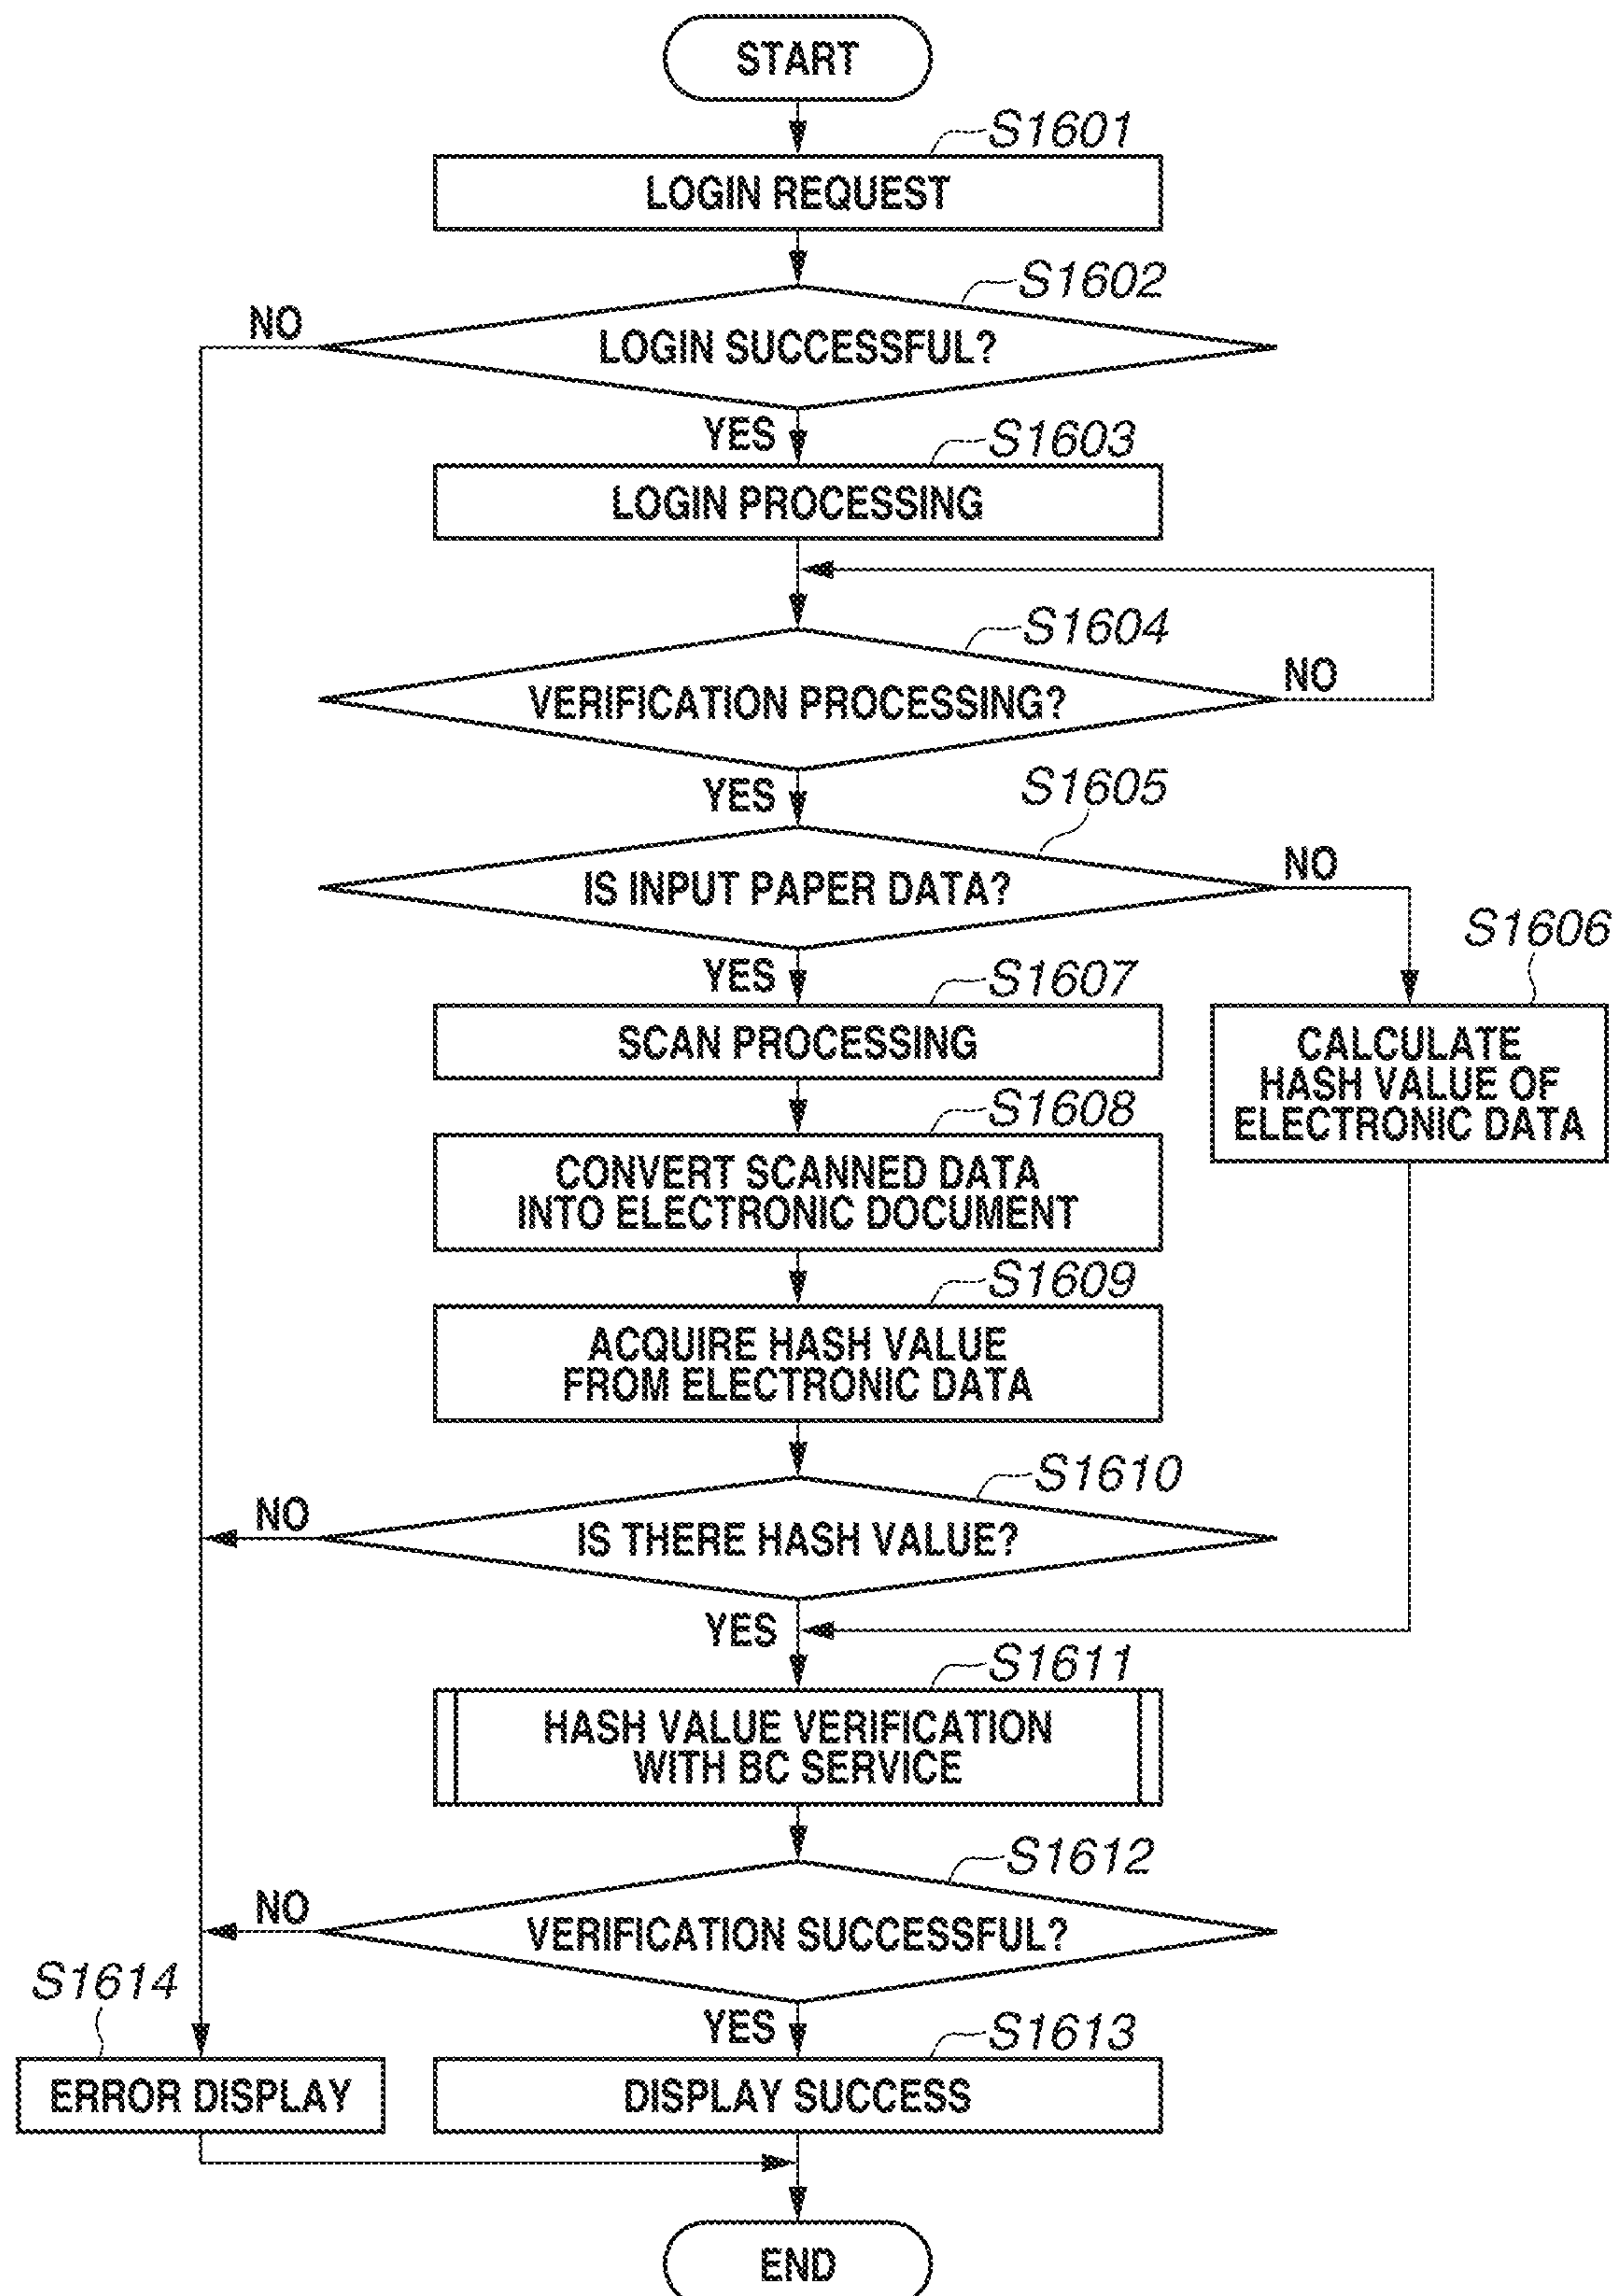 START
S1601
LOGIN REQUEST
S1602
NO
LOGIN SUCCESSFUL?
YES
S1603
LOGIN PROCESSING
S1604
NO
VERIFICATION PROCESSING?
YES
S1605
NO
IS INPUT PAPER DATA?
S1606
YES
S1607
SCAN PROCESSING
CALCULATE
HASH VALUE OF
ELECTRONIC DATA
S1608
CONVERT SCANNED DATA
INTO ELECTRONIC DOCUMENT
S1609
ACQUIRE HASH VALUE
FROM ELECTRONIC DATA
S1610
NO
IS THERE HASH VALUE?
YES
S1611
HASH VALUE VERIFICATION
WITH BC SERVICE
S1612
NO
VERIFICATION SUCCESSFUL?
S1614
YES
S1613
ERROR DISPLAY
DISPLAY SUCCESS
END